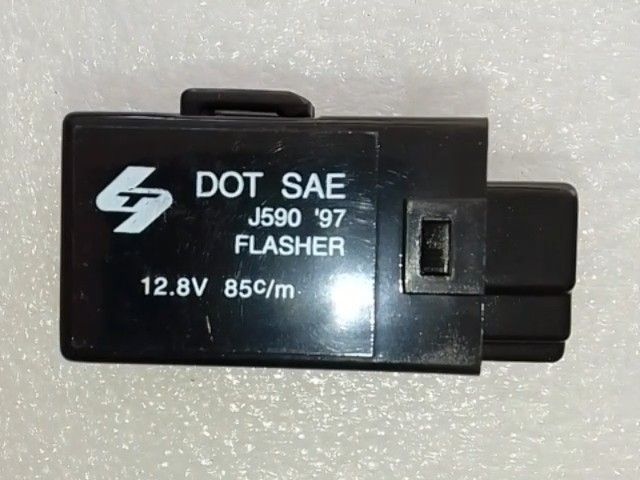 DOT SAE
J590 '97
FLASHER
12.8V 85c/m